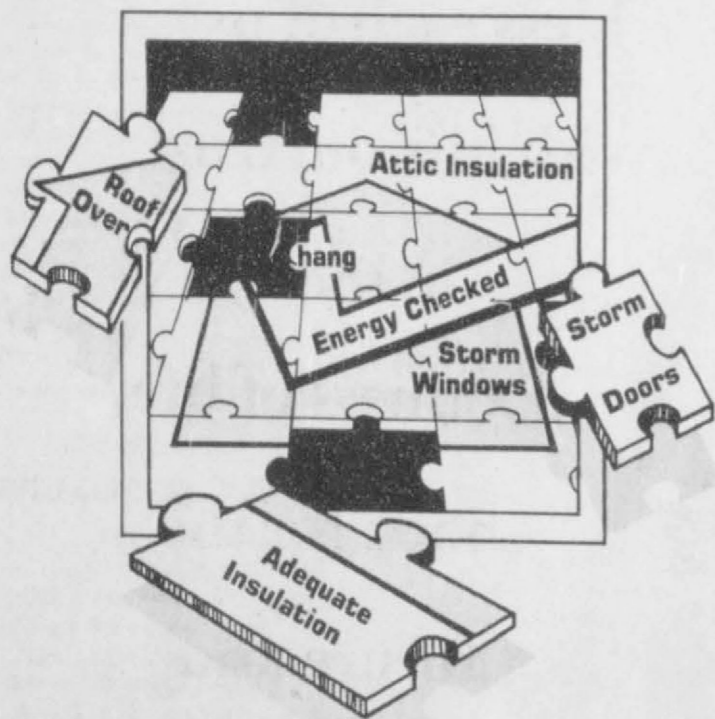 Attic Insulation
Roof
Over
hang
Energy Checked
Storm
Windows
Storm
Doors
Adequate
Insulation